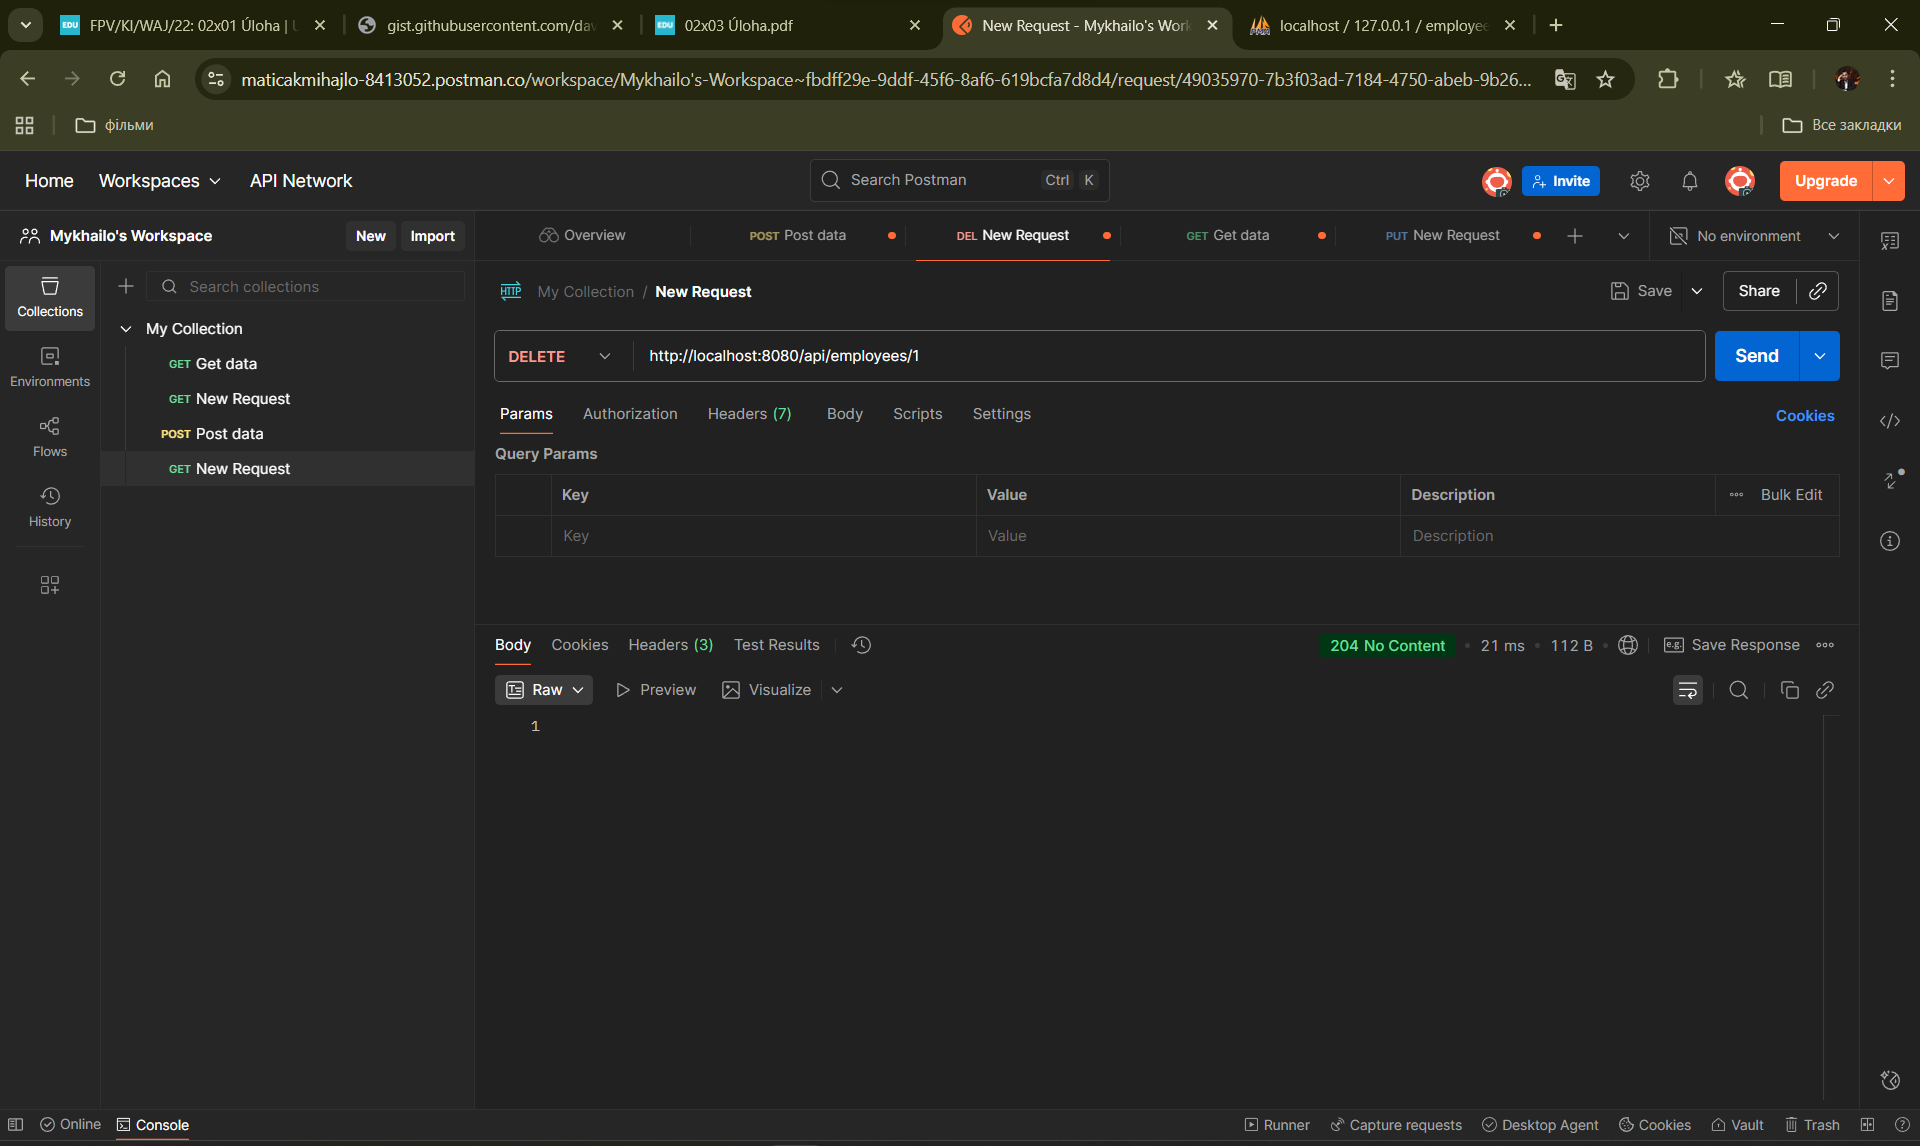 FPV/KI/WAJ/22: 02x01 Úloha |
gist.githubusercontent.com/da
02x03 Úloha.pdf
New Request - Mykhailo's Work
localhost / 127.0.0.1 / employee
maticakmihajlo-8413052.postman.co/workspace/Mykhailo's-Workspace~fbdff29e-9ddf-45f6-8af6-619bcfa7d8d4/request/49035970-7b3f03ad-7184-4750-abeb-9b26...
фільми
Все закладки
Home Workspaces API Network
Search Postman Ctrl K
Invite
Upgrade
Mykhailo's Workspace New Import
Overview
POST Post data
DEL New Request
GET Get data
PUT New Request
No environment
Collections
Environments
Flows
History
Search collections
My Collection
GET Get data
GET New Request
POST Post data
GET New Request
HTTP My Collection / New Request
Save Share
DELETE http://localhost:8080/api/employees/1
Send
Params Authorization Headers (7) Body Scripts Settings Cookies
Query Params
Key Value Description Bulk Edit
Key Value Description
Body Cookies Headers (3) Test Results
204 No Content • 21 ms • 112 B
e.g. Save Response
Raw Preview Visualize
1
Online Console
Runner Capture requests Desktop Agent Cookies Vault Trash